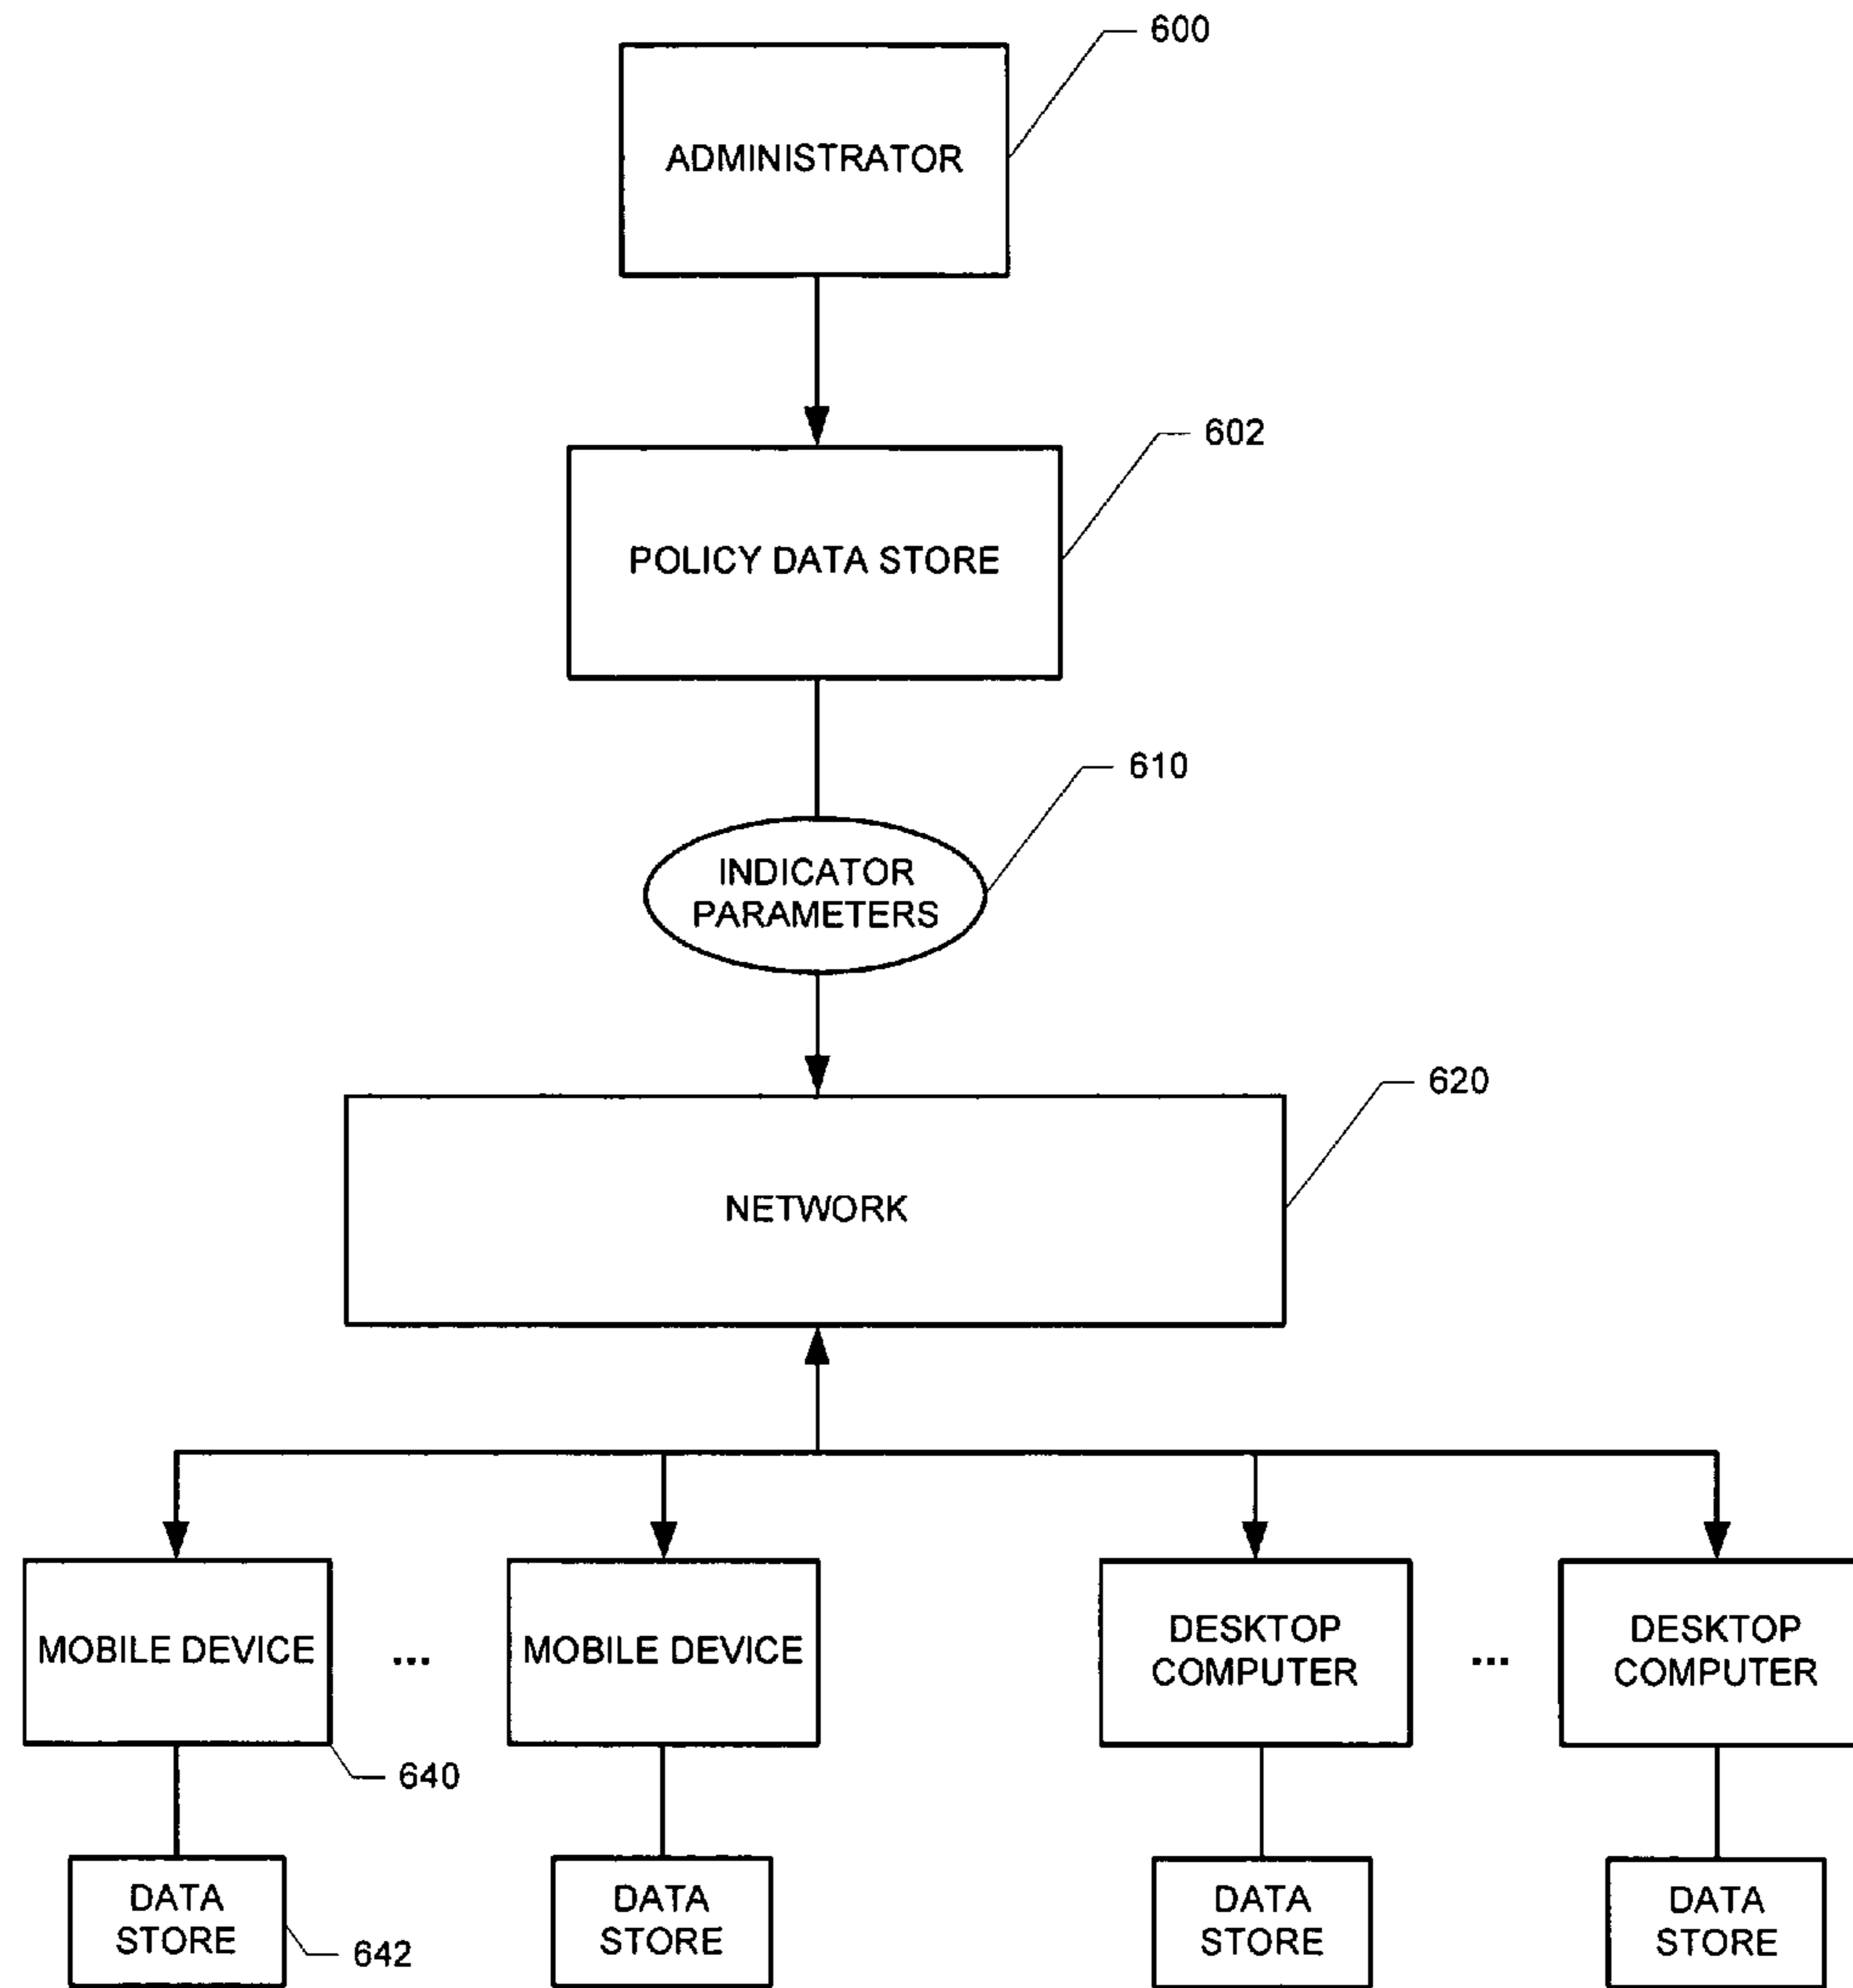 600
ADMINISTRATOR
602
POLICY DATA STORE
610
INDICATOR
PARAMETERS
620
NETWORK
MOBILE DEVICE
...
MOBILE DEVICE
DESKTOP
COMPUTER
...
DESKTOP
COMPUTER
640
DATA
STORE
642
DATA
STORE
DATA
STORE
DATA
STORE